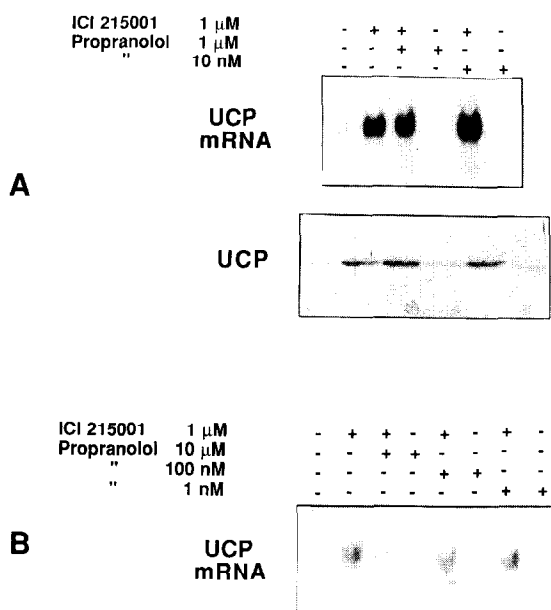 ICI 215001 1 μM - + + - + -
Propranolol 1 μM - - + + - -
" 10 nM - - - - + +
UCP
mRNA
A
UCP
ICI 215001 1 μM - + + - + - + -
Propranolol 10 μM - - + + - - - -
" 100 nM - - - - + + - -
" 1 nM - - - - - - + +
B
UCP
mRNA